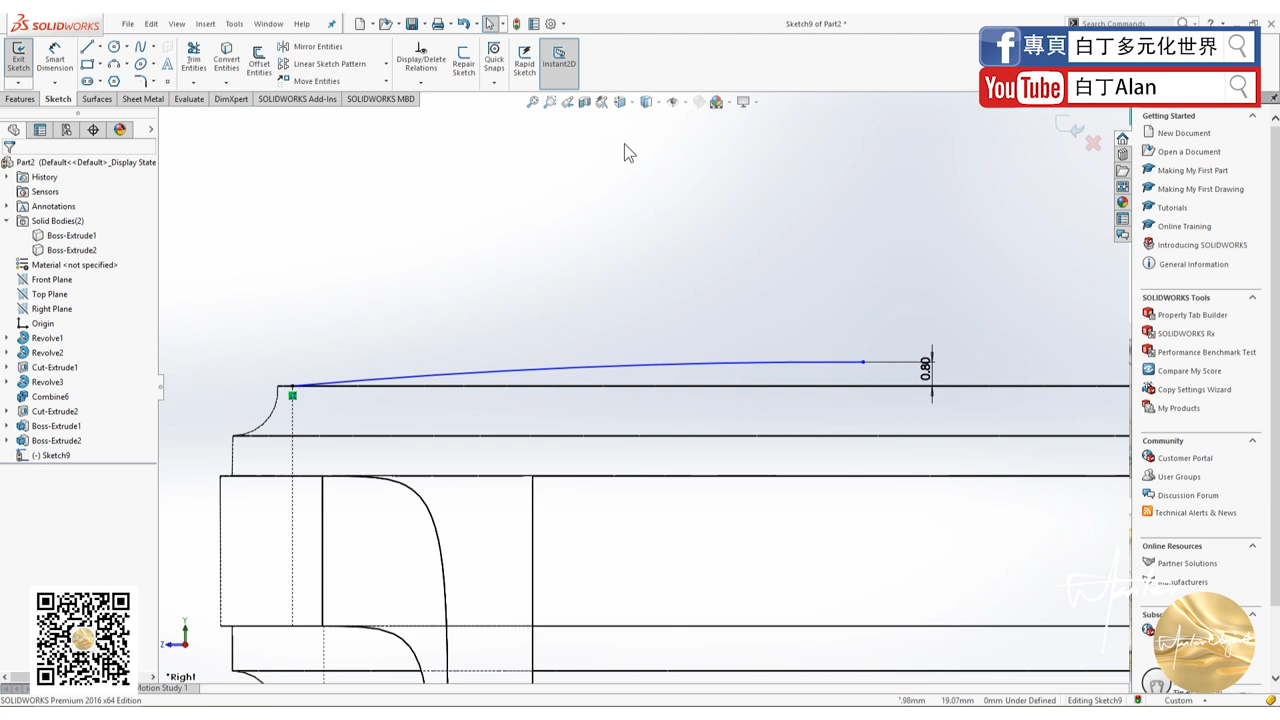 SOLIDWORKS
File
Edit
View
Insert
Tools
Window
Help
Sketch9 of Part2 *
Search Commands
專頁
白丁多元化世界
YouTube
白丁Alan
Exit
Sketch
Smart
Dimension
Trim
Entities
Convert
Entities
Offset
Entities
Mirror Entities
Linear Sketch Pattern
Move Entities
Display/Delete
Relations
Repair
Sketch
Quick
Snaps
Rapid
Sketch
Instant2D
Features
Sketch
Surfaces
Sheet Metal
Evaluate
DimXpert
SOLIDWORKS Add-Ins
SOLIDWORKS MBD
Part2 (Default<<Default>_Display State
History
Sensors
Annotations
Solid Bodies(2)
Boss-Extrude1
Boss-Extrude2
Material <not specified>
Front Plane
Top Plane
Right Plane
Origin
Revolve1
Revolve2
Cut-Extrude1
Revolve3
Combine6
Cut-Extrude2
Boss-Extrude1
Boss-Extrude2
(-) Sketch9
0.80
Y
Z
*Right
Getting Started
New Document
Open a Document
Making My First Part
Making My First Drawing
Tutorials
Online Training
Introducing SOLIDWORKS
General Information
SOLIDWORKS Tools
Property Tab Builder
SOLIDWORKS Rx
Performance Benchmark Test
Compare My Score
Copy Settings Wizard
My Products
Community
Customer Portal
User Groups
Discussion Forum
Technical Alerts & News
Online Resources
Partner Solutions
Manufacturers
Motion Study 1
SOLIDWORKS Premium 2016 x64 Edition
19.07mm
0mm
Under Defined
Editing Sketch9
Custom